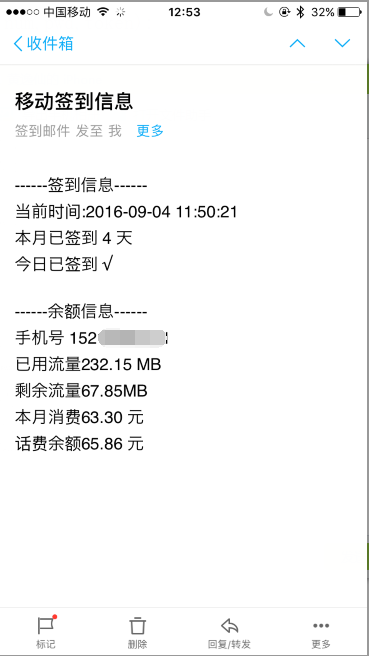 中国移动 12:53 32%
收件箱
移动签到信息
签到邮件 发至 我 更多
------签到信息------
当前时间:2016-09-04 11:50:21
本月已签到 4 天
今日已签到 √
------余额信息------
手机号 152
已用流量232.15 MB
剩余流量67.85MB
本月消费63.30 元
话费余额65.86 元
标记 删除 回复/转发 更多